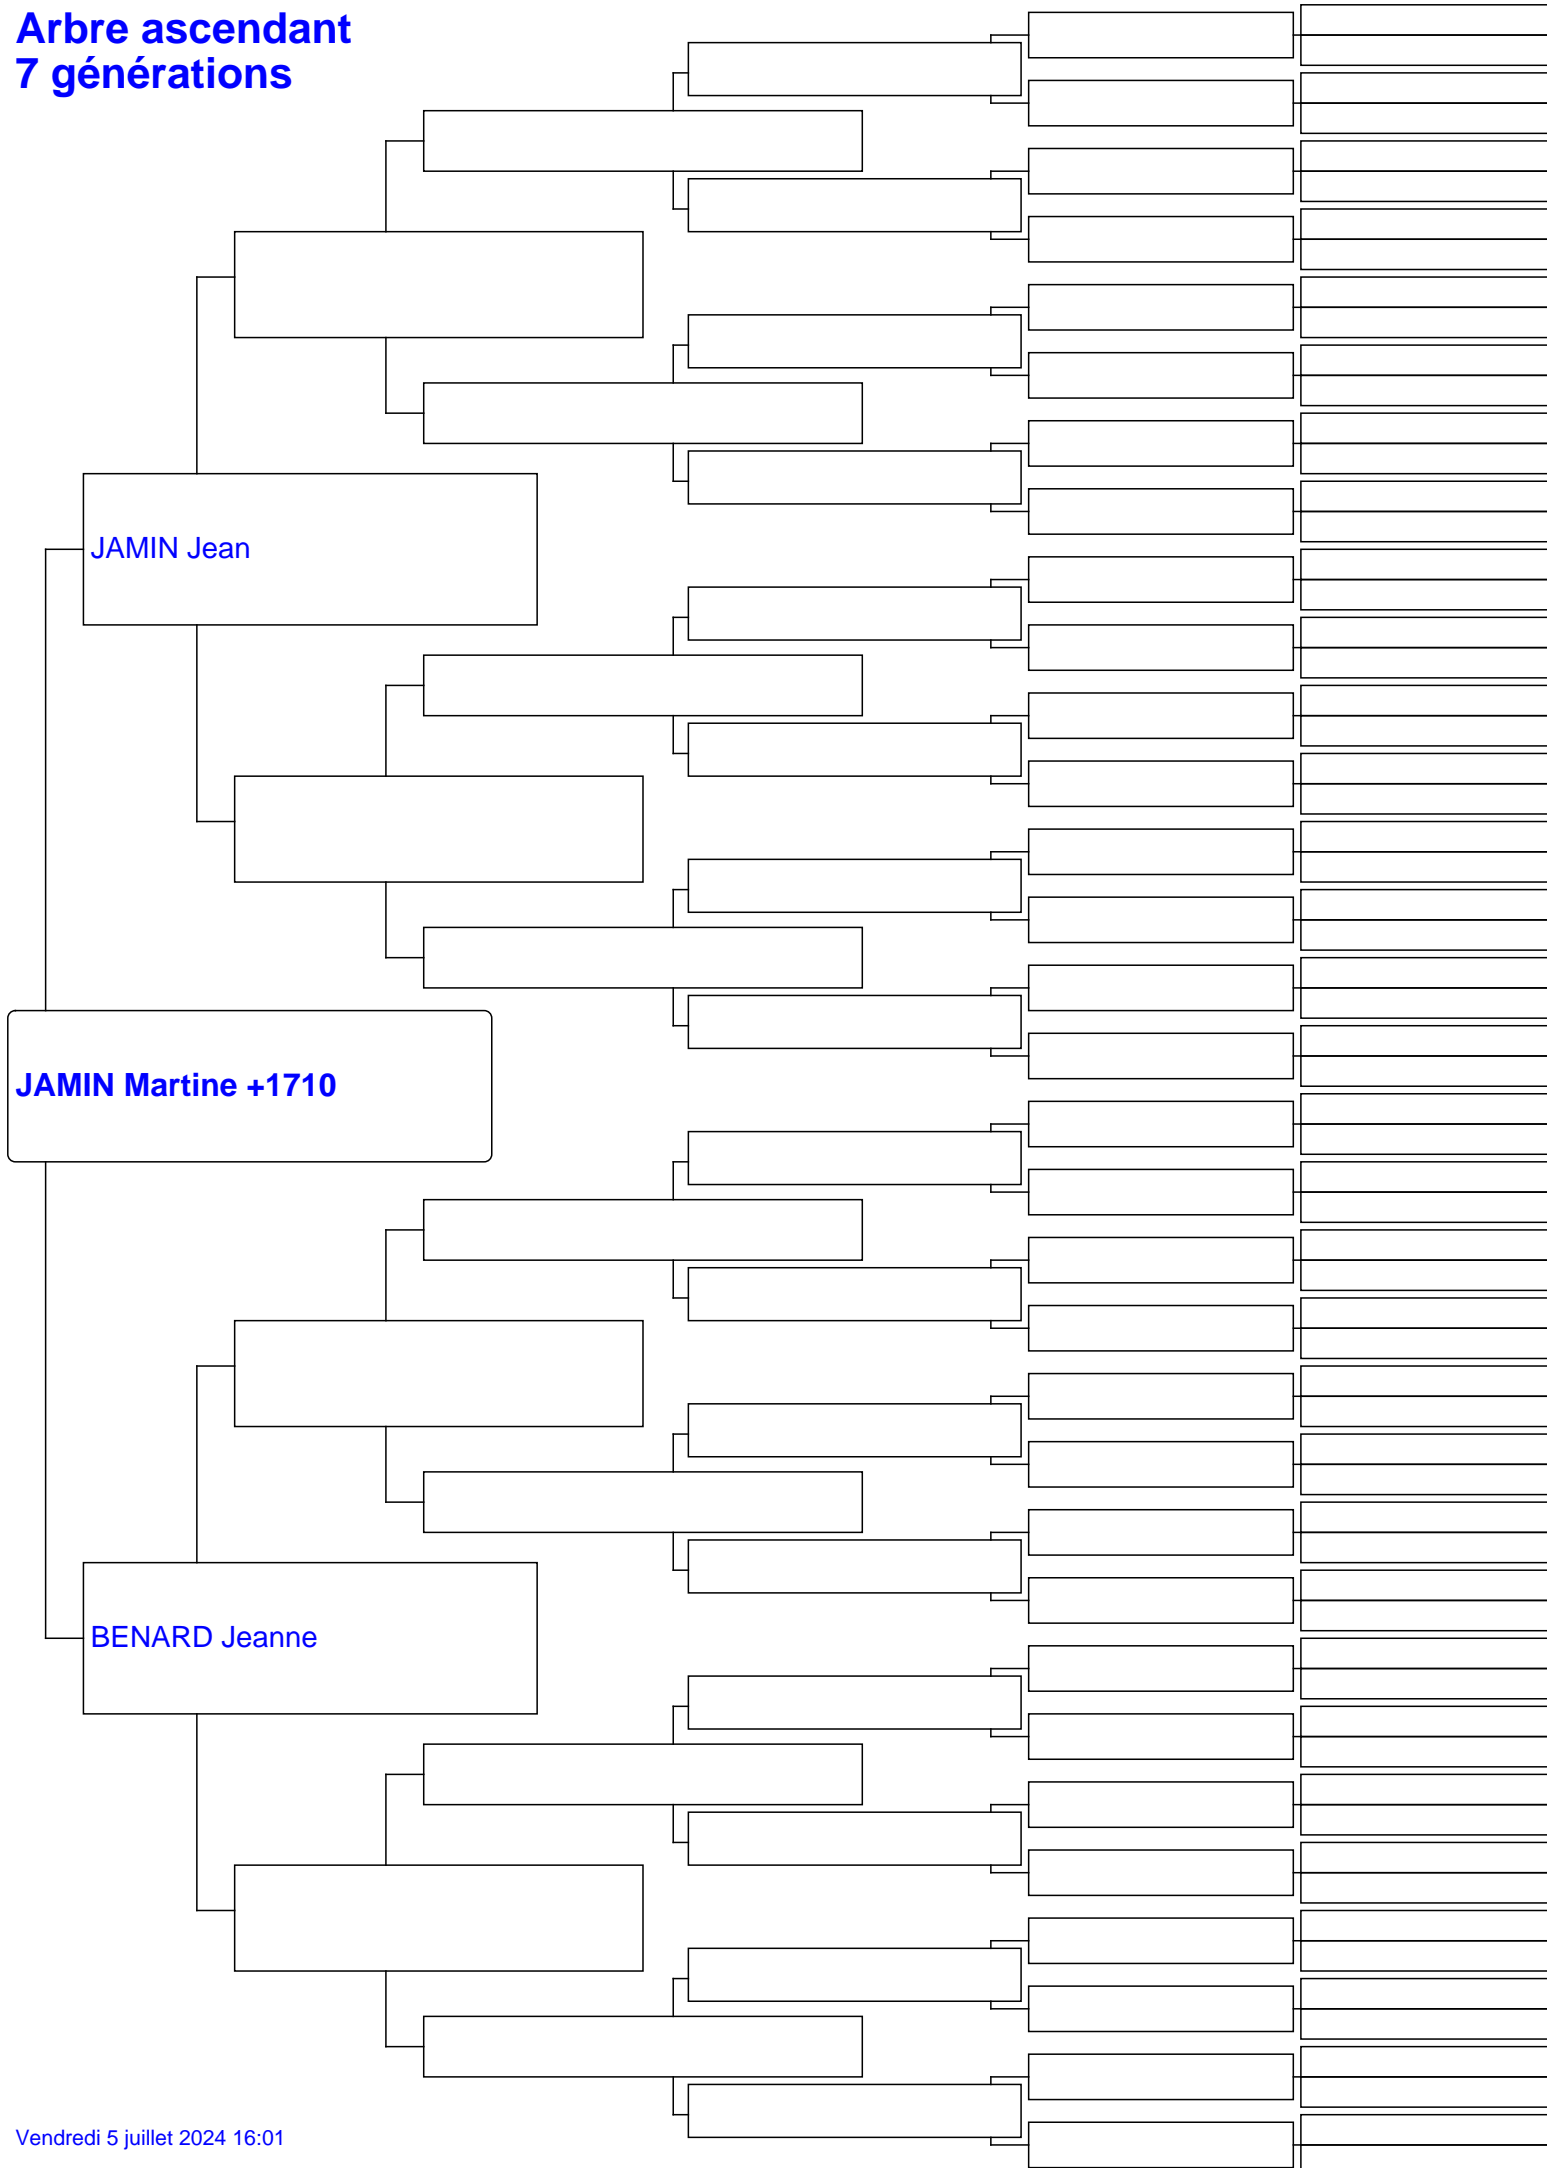 Arbre ascendant
7 générations
JAMIN Jean
JAMIN Martine +1710
BENARD Jeanne
Vendredi 5 juillet 2024 16:01